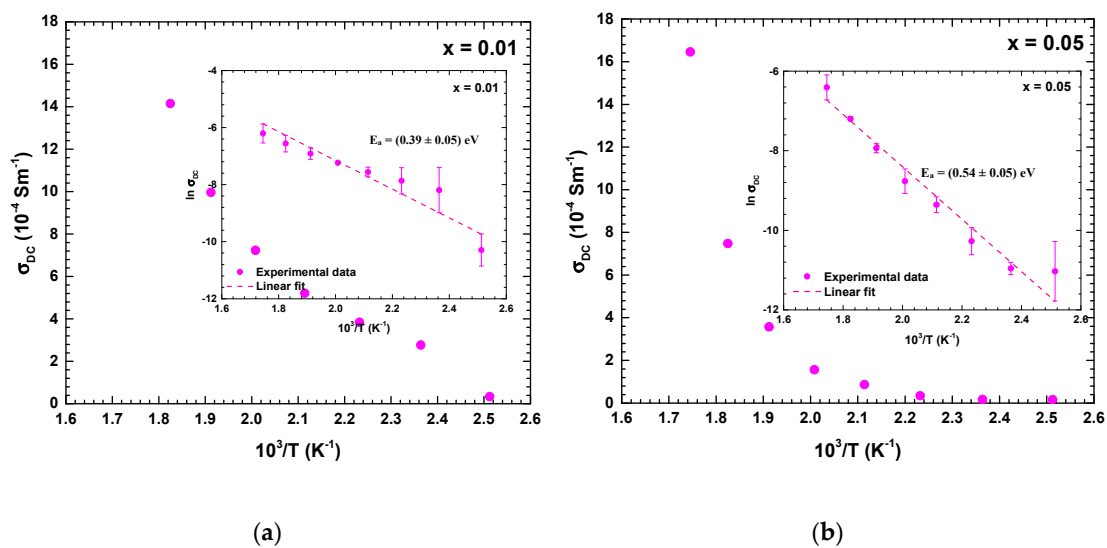 x = 0.01
σDC (10-4 Sm-1)
18
16
14
12
10
8
6
4
2
0
1.6 1.7 1.8 1.9 2.0 2.1 2.2 2.3 2.4 2.5 2.6
10³/T (K-1)
x = 0.01
ln σDC
-4
-6
-8
-10
-12
Ea = (0.39 ± 0.05) eV
Experimental data
Linear fit
1.6 1.8 2.0 2.2 2.4 2.6
10³/T (K-1)
(a)
x = 0.05
σDC (10-4 Sm-1)
18
16
14
12
10
8
6
4
2
0
1.6 1.7 1.8 1.9 2.0 2.1 2.2 2.3 2.4 2.5 2.6
10³/T (K-1)
x = 0.05
ln σDC
-6
-8
-10
-12
Ea = (0.54 ± 0.05) eV
Experimental data
Linear fit
1.6 1.8 2.0 2.2 2.4 2.6
10³/T (K-1)
(b)